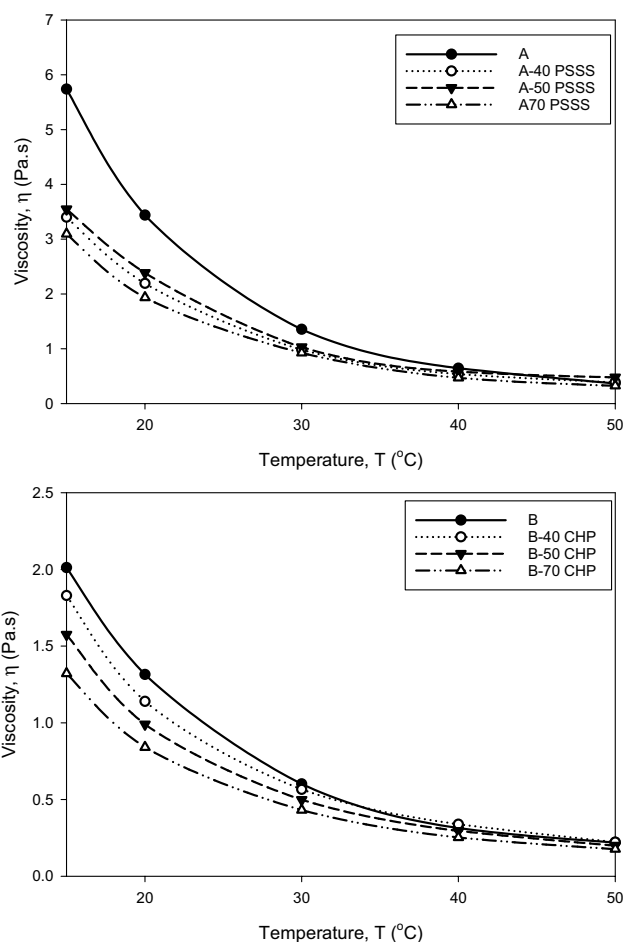 7
6
5
4
3
2
1
0
Viscosity, η (Pa.s)
A
A-40 PSSS
A-50 PSSS
A70 PSSS
20 30 40 50
Temperature, T (°C)
2.5
2.0
1.5
1.0
0.5
0.0
Viscosity, η (Pa.s)
B
B-40 CHP
B-50 CHP
B-70 CHP
20 30 40 50
Temperature, T (°C)